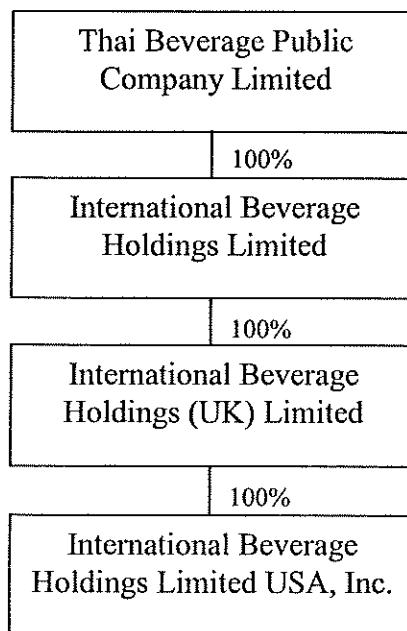 Thai Beverage Public
Company Limited
100%
International Beverage
Holdings Limited
100%
International Beverage
Holdings (UK) Limited
100%
International Beverage
Holdings Limited USA, Inc.